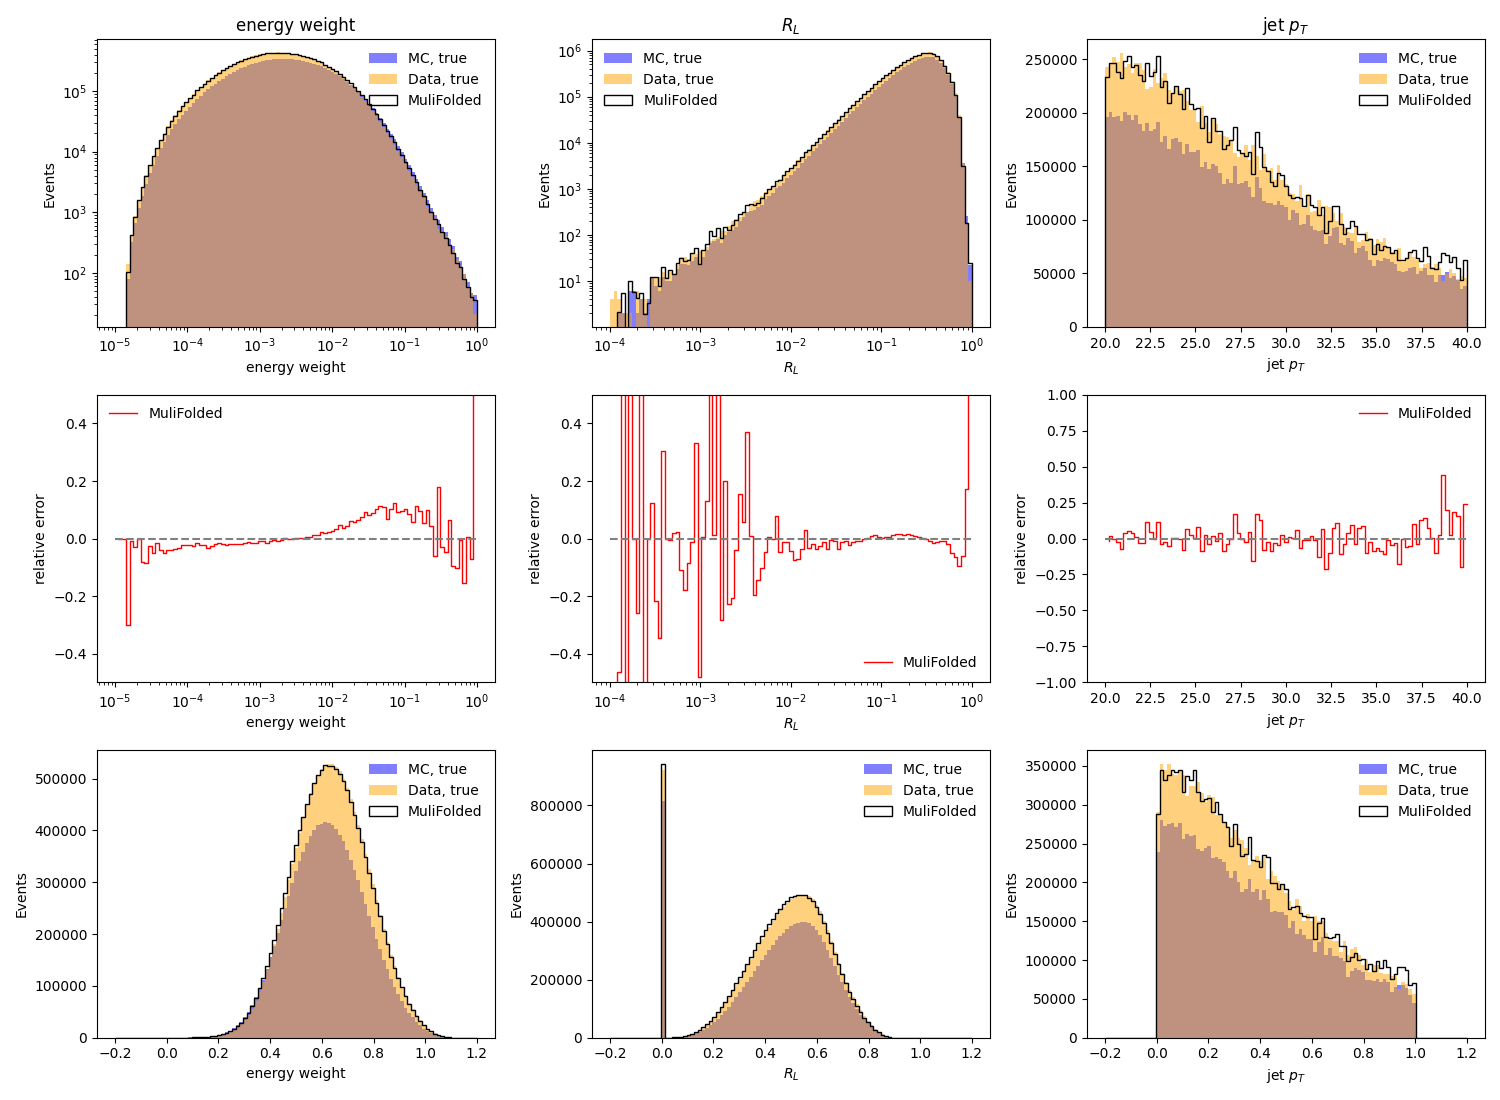 energy weight
10^5
10^4
10^3
10^2
Events
10^-5 10^-4 10^-3 10^-2 10^-1 10^0
energy weight
MC, true
Data, true
MuliFolded
R_L
10^6
10^5
10^4
10^3
10^2
10^1
Events
10^-4 10^-3 10^-2 10^-1 10^0
R_L
MC, true
Data, true
MuliFolded
jet p_T
250000
200000
150000
100000
50000
0
Events
20.0 22.5 25.0 27.5 30.0 32.5 35.0 37.5 40.0
jet p_T
MC, true
Data, true
MuliFolded
0.4
0.2
0.0
−0.2
−0.4
relative error
10^-5 10^-4 10^-3 10^-2 10^-1 10^0
energy weight
MuliFolded
0.4
0.2
0.0
−0.2
−0.4
relative error
10^-4 10^-3 10^-2 10^-1 10^0
R_L
MuliFolded
1.00
0.75
0.50
0.25
0.00
−0.25
−0.50
−0.75
−1.00
relative error
20.0 22.5 25.0 27.5 30.0 32.5 35.0 37.5 40.0
jet p_T
MuliFolded
500000
400000
300000
200000
100000
0
Events
−0.2 0.0 0.2 0.4 0.6 0.8 1.0 1.2
energy weight
MC, true
Data, true
MuliFolded
800000
600000
400000
200000
0
Events
−0.2 0.0 0.2 0.4 0.6 0.8 1.0 1.2
R_L
MC, true
Data, true
MuliFolded
350000
300000
250000
200000
150000
100000
50000
0
Events
−0.2 0.0 0.2 0.4 0.6 0.8 1.0 1.2
jet p_T
MC, true
Data, true
MuliFolded